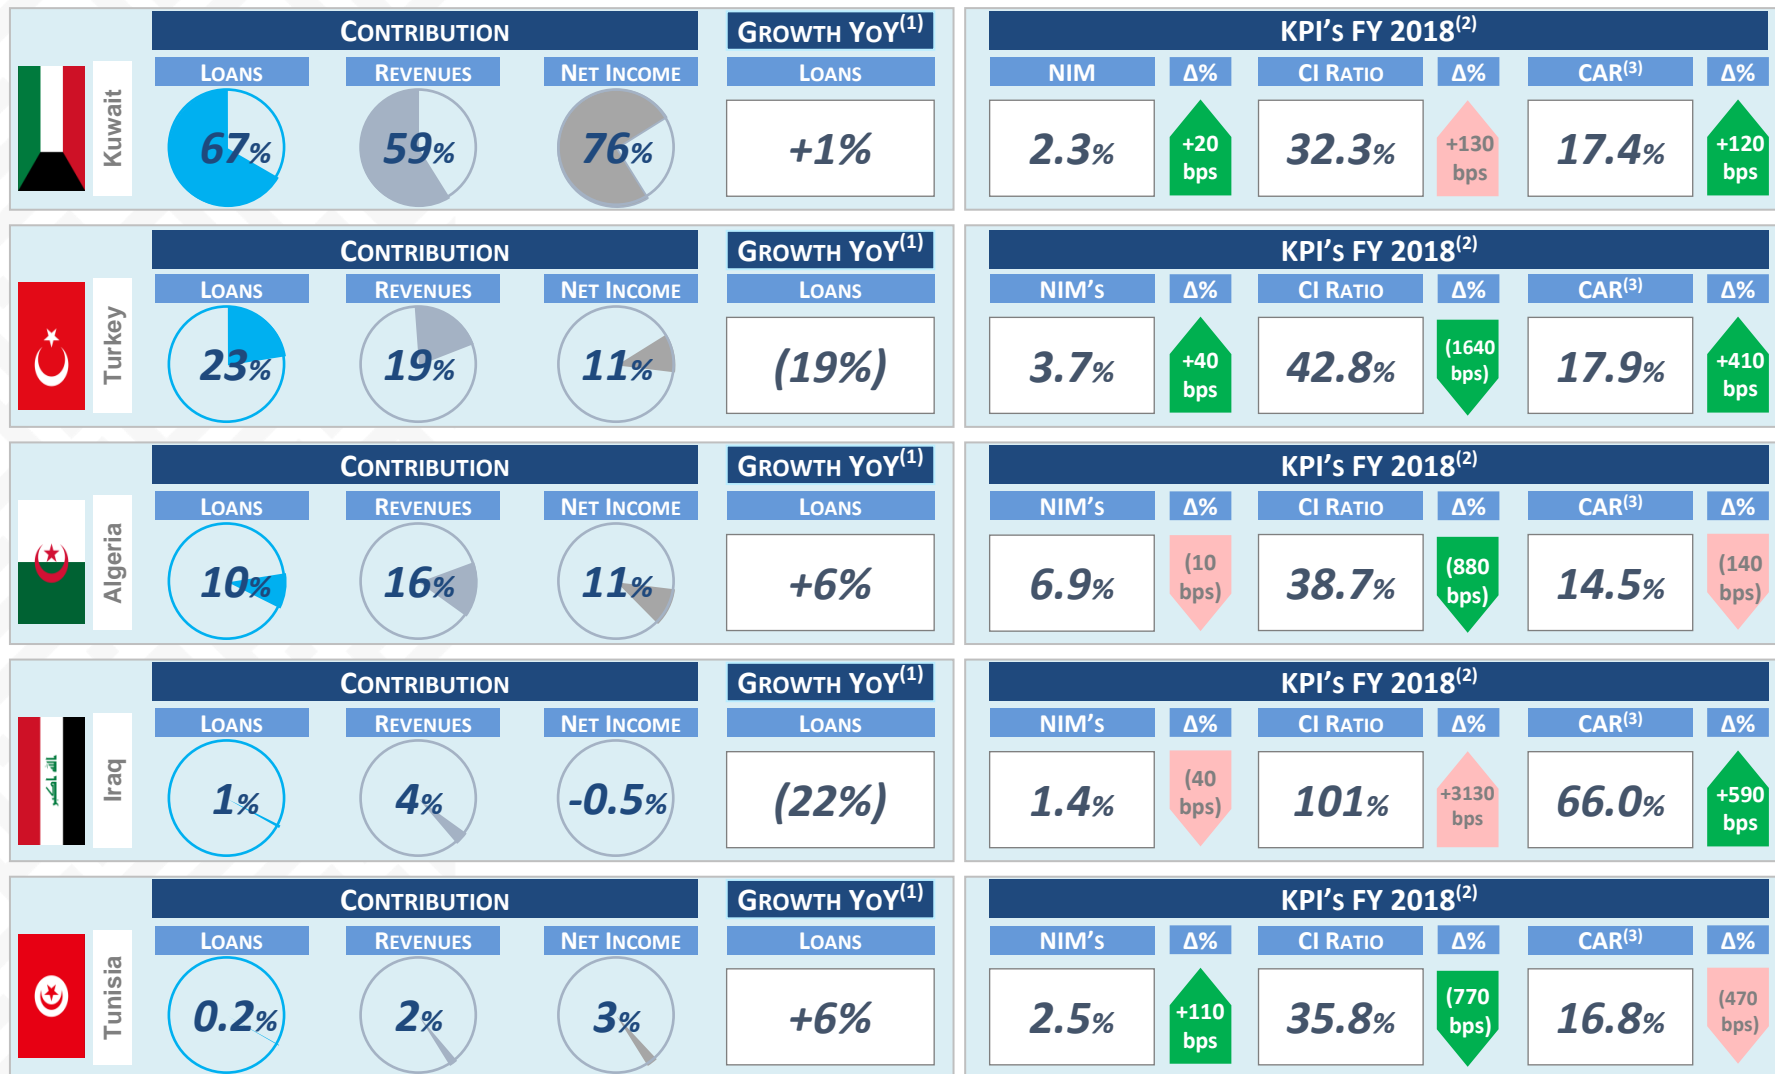 CONTRIBUTION GROWTH YOY(1) KPI'S FY 2018(2)
LOANS REVENUES NET INCOME LOANS NIM Δ% CI RATIO Δ% CAR(3) Δ%
Kuwait
67% 59% 76% +1% 2.3% +20 bps 32.3% +130 bps 17.4% +120 bps
CONTRIBUTION GROWTH YOY(1) KPI'S FY 2018(2)
LOANS REVENUES NET INCOME LOANS NIM'S Δ% CI RATIO Δ% CAR(3) Δ%
Turkey
23% 19% 11% (19%) 3.7% +40 bps 42.8% (1640 bps) 17.9% +410 bps
CONTRIBUTION GROWTH YOY(1) KPI'S FY 2018(2)
LOANS REVENUES NET INCOME LOANS NIM'S Δ% CI RATIO Δ% CAR(3) Δ%
Algeria
10% 16% 11% +6% 6.9% (10 bps) 38.7% (880 bps) 14.5% (140 bps)
CONTRIBUTION GROWTH YOY(1) KPI'S FY 2018(2)
LOANS REVENUES NET INCOME LOANS NIM'S Δ% CI RATIO Δ% CAR(3) Δ%
الله اكبر
Iraq
1% 4% -0.5% (22%) 1.4% (40 bps) 101% +3130 bps 66.0% +590 bps
CONTRIBUTION GROWTH YOY(1) KPI'S FY 2018(2)
LOANS REVENUES NET INCOME LOANS NIM'S Δ% CI RATIO Δ% CAR(3) Δ%
Tunisia
0.2% 2% 3% +6% 2.5% +110 bps 35.8% (770 bps) 16.8% (470 bps)